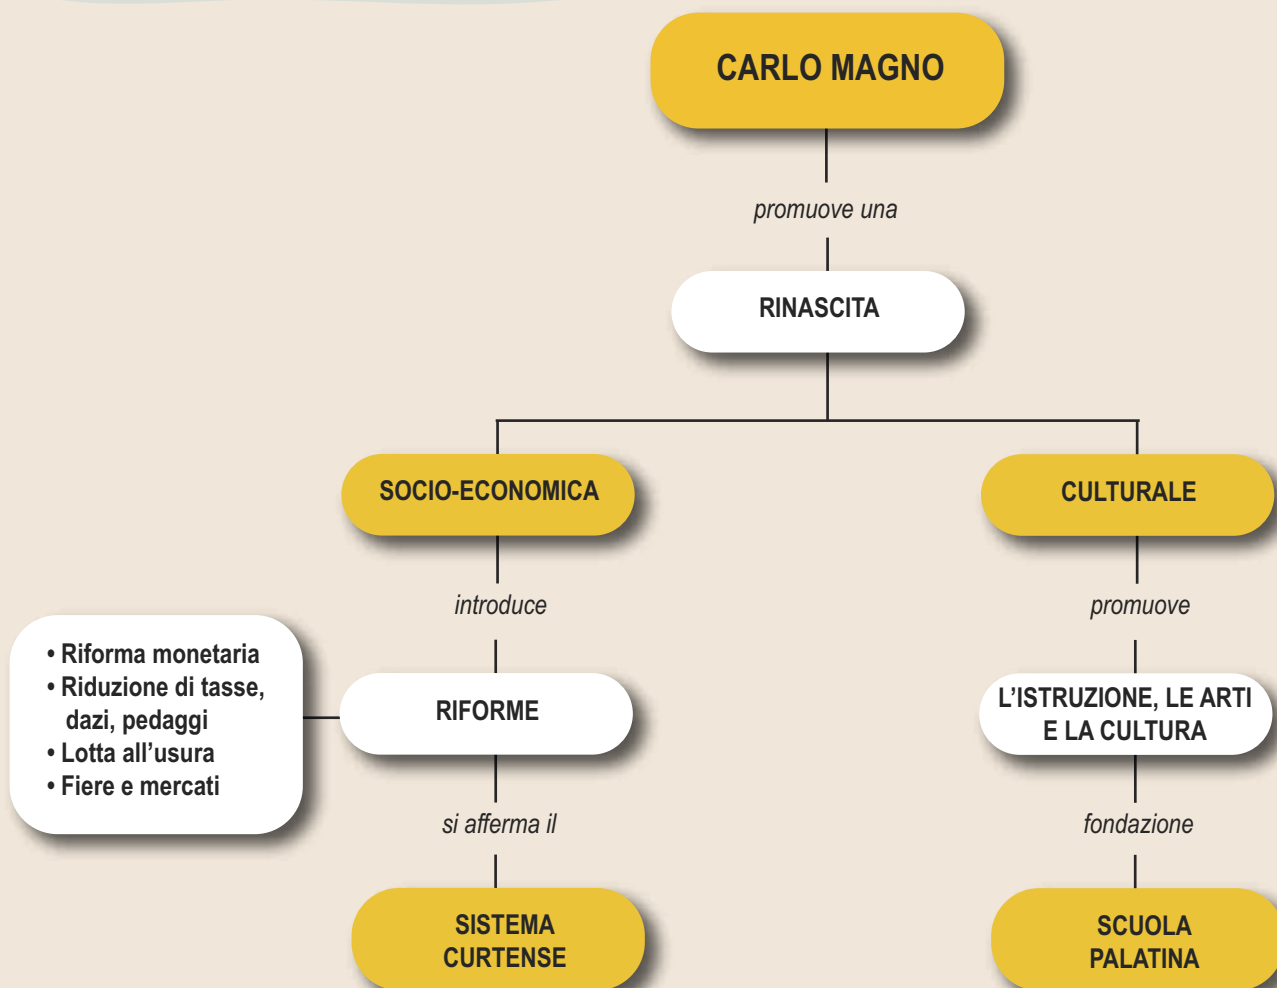 CARLO MAGNO
promuove una
RINASCITA
SOCIO-ECONOMICA
CULTURALE
introduce
promuove
• Riforma monetaria
• Riduzione di tasse,
dazi, pedaggi
• Lotta all’usura
• Fiere e mercati
RIFORME
L’ISTRUZIONE, LE ARTI
E LA CULTURA
si afferma il
fondazione
SISTEMA
CURTENSE
SCUOLA
PALATINA